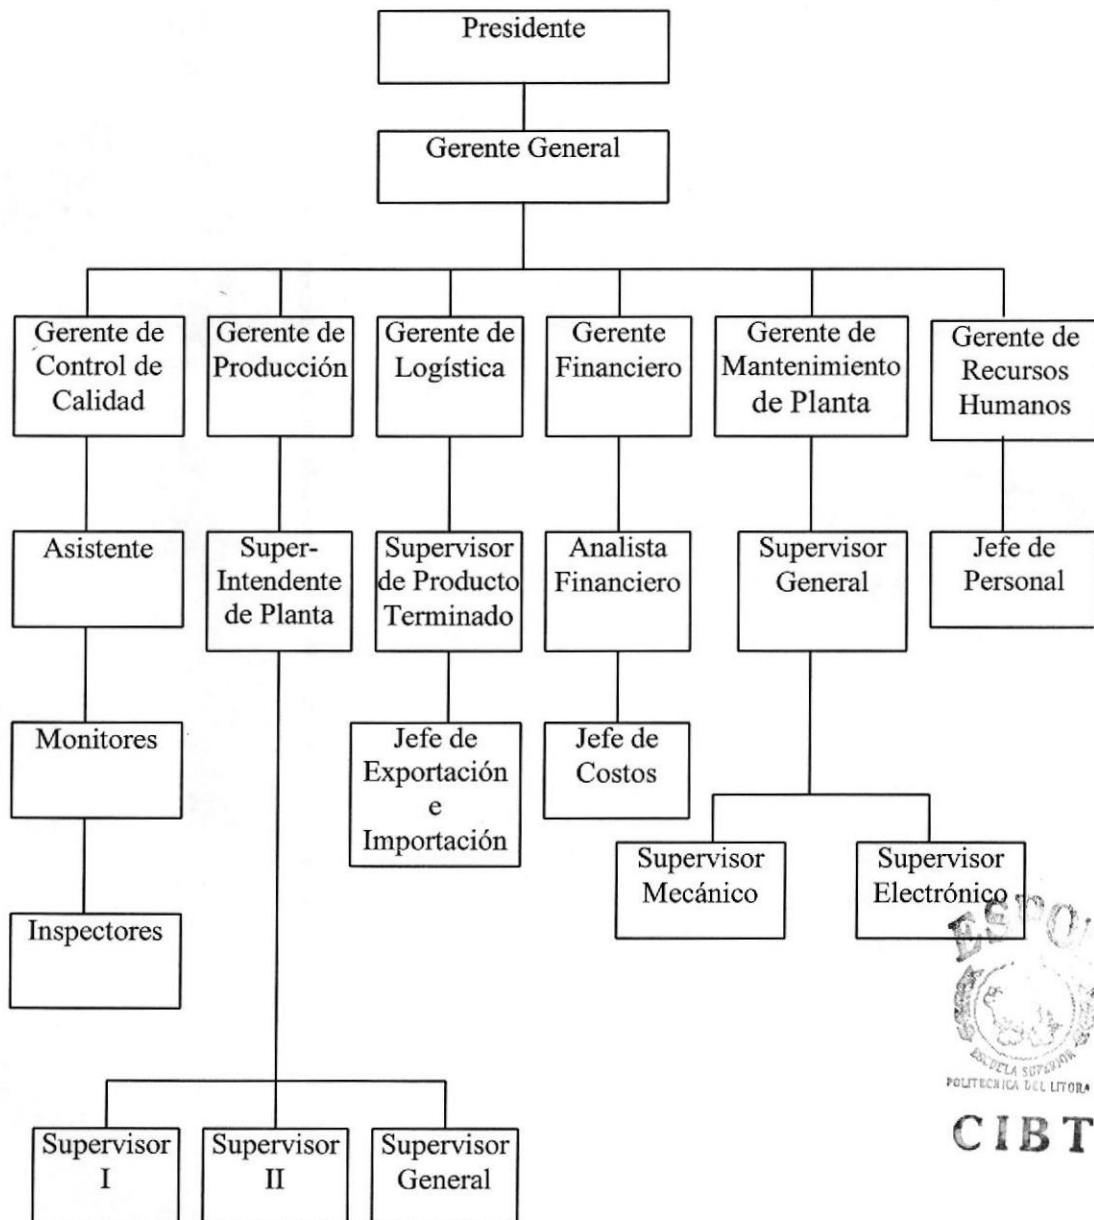 Presidente
Gerente General
Gerente de
Control de
Calidad
Gerente de
Producción
Gerente de
Logística
Gerente
Financiero
Gerente de
Mantenimiento
de Planta
Gerente de
Recursos
Humanos
Asistente
Super-
Intendente
de Planta
Supervisor
de Producto
Terminado
Analista
Financiero
Supervisor
General
Jefe de
Personal
Monitores
Jefe de
Exportación
e
Importación
Jefe de
Costos
Supervisor
Mecánico
Supervisor
Electrónico
Inspectores
ESPO
ESCUELA SUPERIOR
POLITECNICA DEL LITORA
CIBT
Supervisor
I
Supervisor
II
Supervisor
General